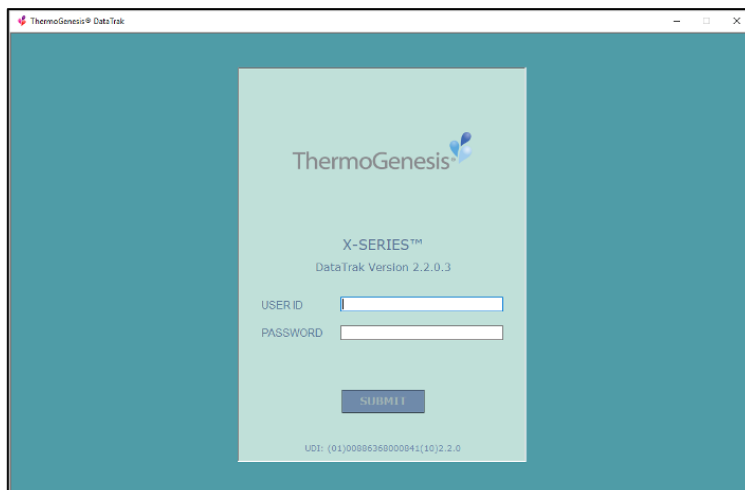 ThermoGenesis® DataTrak
ThermoGenesis®
X-SERIES™
DataTrak Version 2.2.0.3
USER ID
PASSWORD
SUBMIT
UDI: (01)00886368000841(10)2.2.0